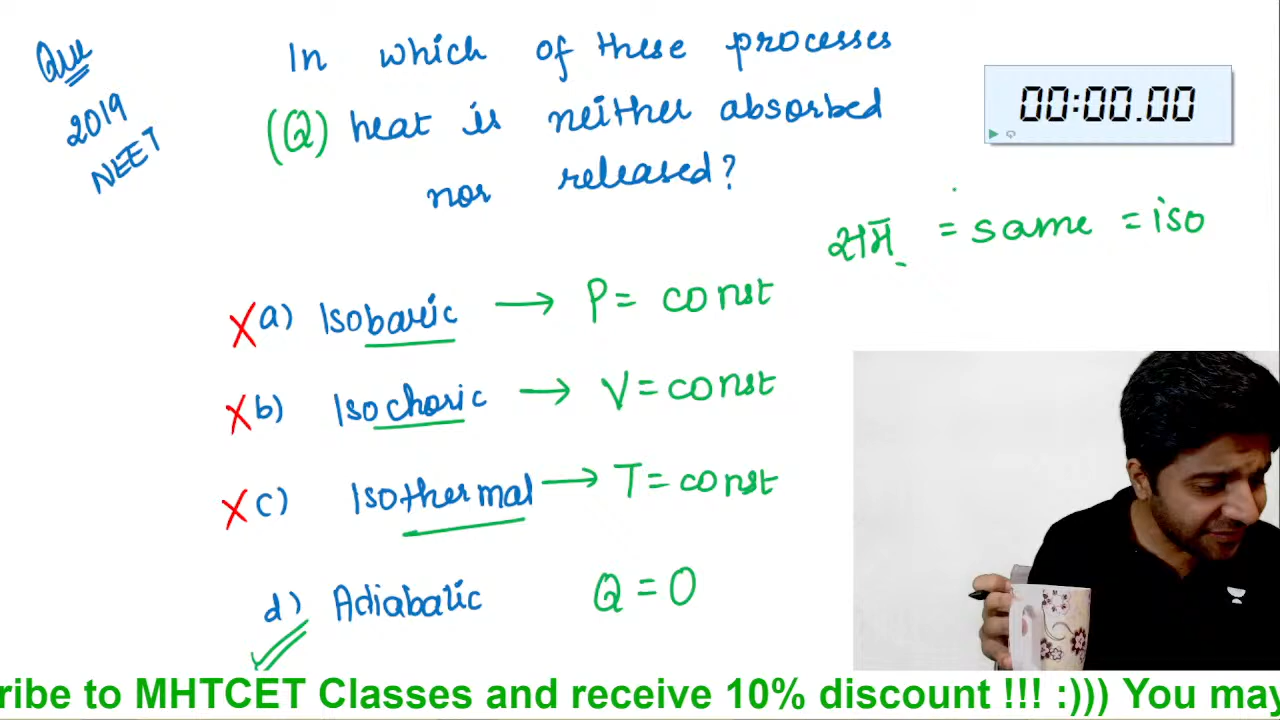 Que
2019
NEET
In which of these processes
(Q) heat is neither absorbed
nor released?
00:00.00
= same = iso
X a) Isobaric → P = const
X b) Isochoric → V = const
X c) Isothermal → T = const
d) Adiabatic Q = 0
ribe to MHTCET Classes and receive 10% discount !!! :))) You may